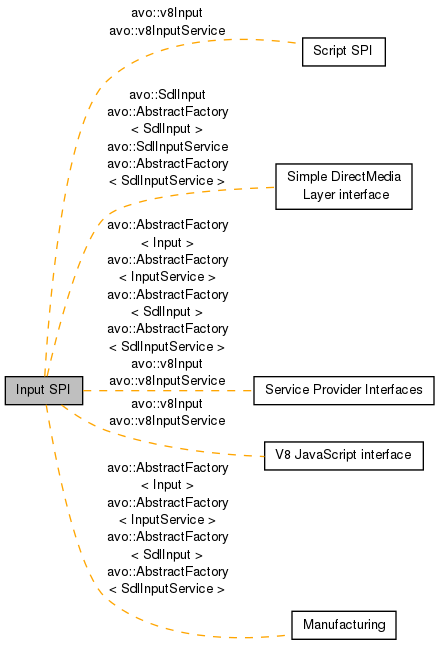 avo::v8Input
avo::v8InputService
Script SPI
avo::SdlInput
avo::AbstractFactory
< SdlInput >
avo::SdlInputService
avo::AbstractFactory
< SdlInputService >
Simple DirectMedia
Layer interface
avo::AbstractFactory
< Input >
avo::AbstractFactory
< InputService >
avo::AbstractFactory
< SdlInput >
avo::AbstractFactory
< SdlInputService >
avo::v8Input
avo::v8InputService
Input SPI
Service Provider Interfaces
avo::v8Input
avo::v8InputService
V8 JavaScript interface
avo::AbstractFactory
< Input >
avo::AbstractFactory
< InputService >
avo::AbstractFactory
< SdlInput >
avo::AbstractFactory
< SdlInputService >
Manufacturing